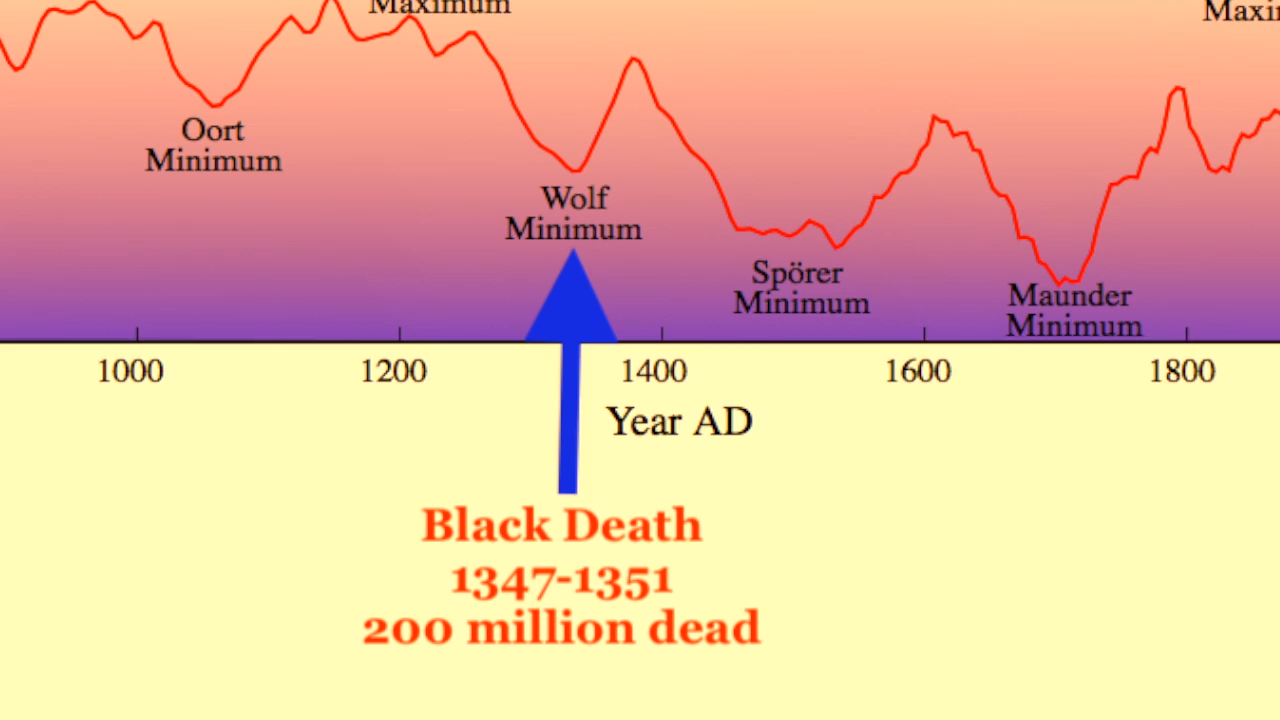 Maximum
Oort
Minimum
Wolf
Minimum
Spörer
Minimum
Maunder
Minimum
1000 1200 1400 1600 1800
Year AD
Black Death
1347-1351
200 million dead